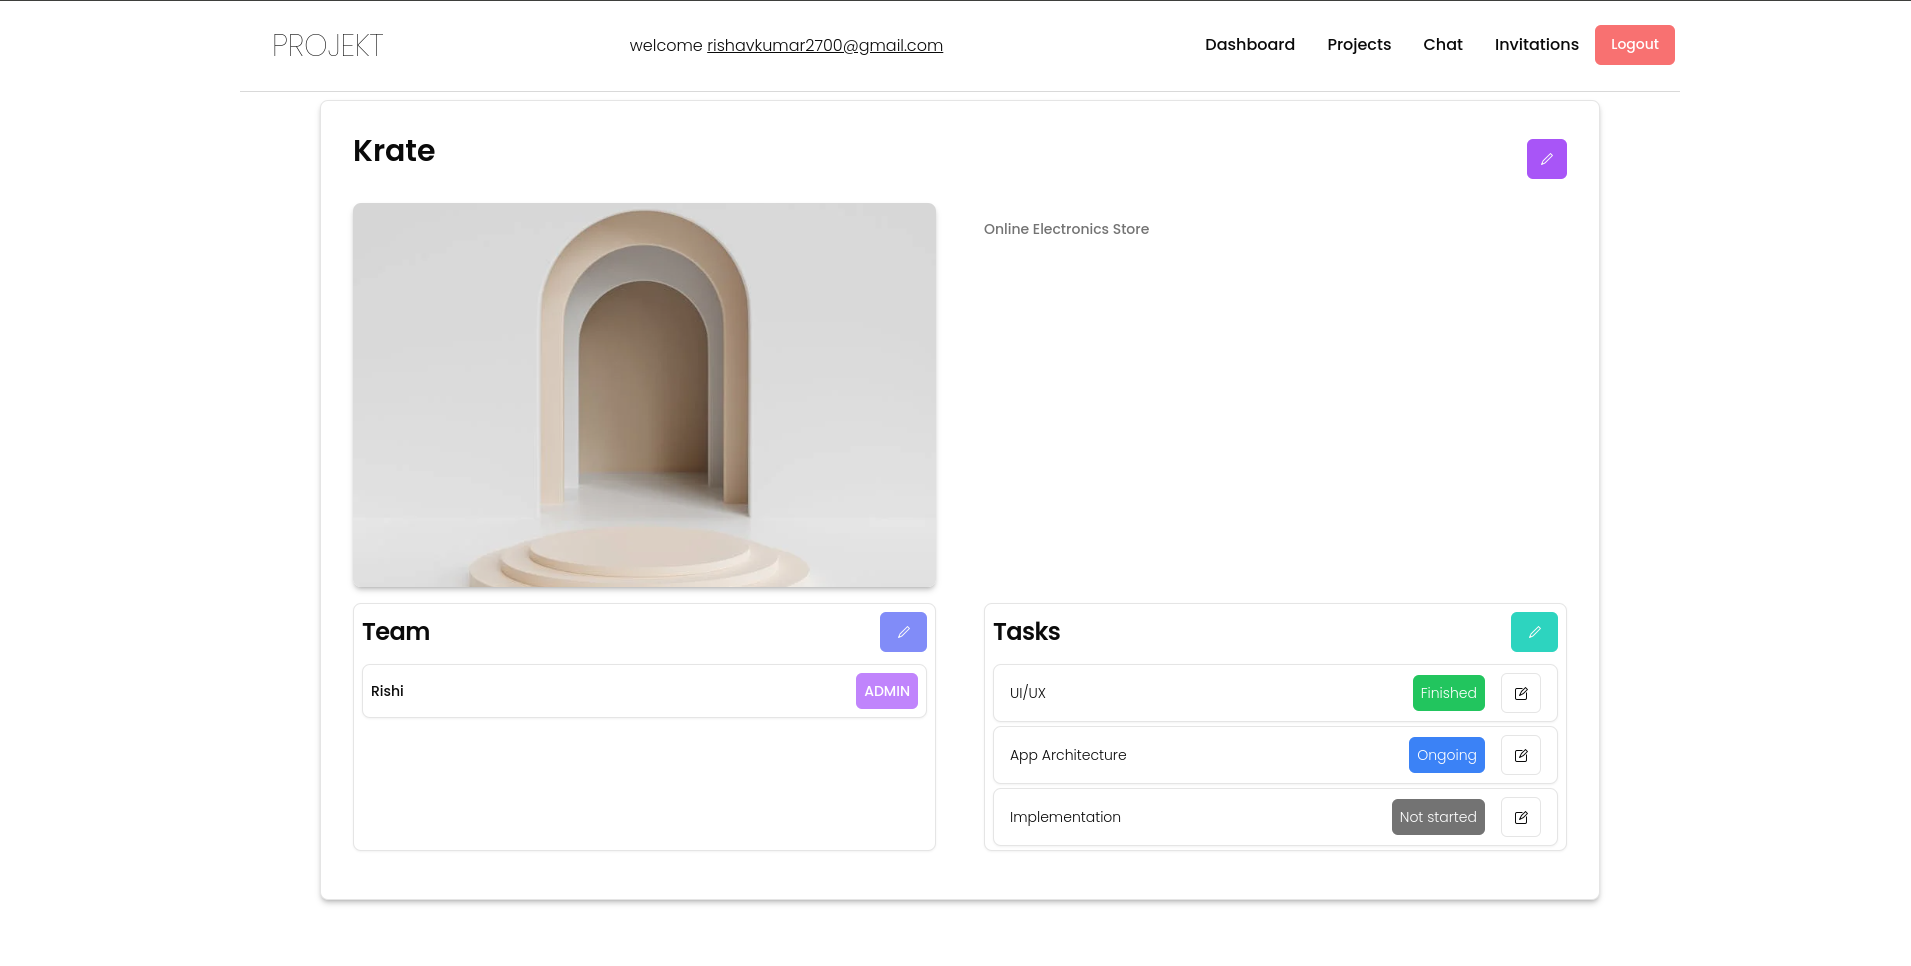 PROJEKT
welcome rishavkumar2700@gmail.com
Dashboard Projects Chat Invitations Logout
Krate
Online Electronics Store
Team
Rishi ADMIN
Tasks
UI/UX Finished
App Architecture Ongoing
Implementation Not started